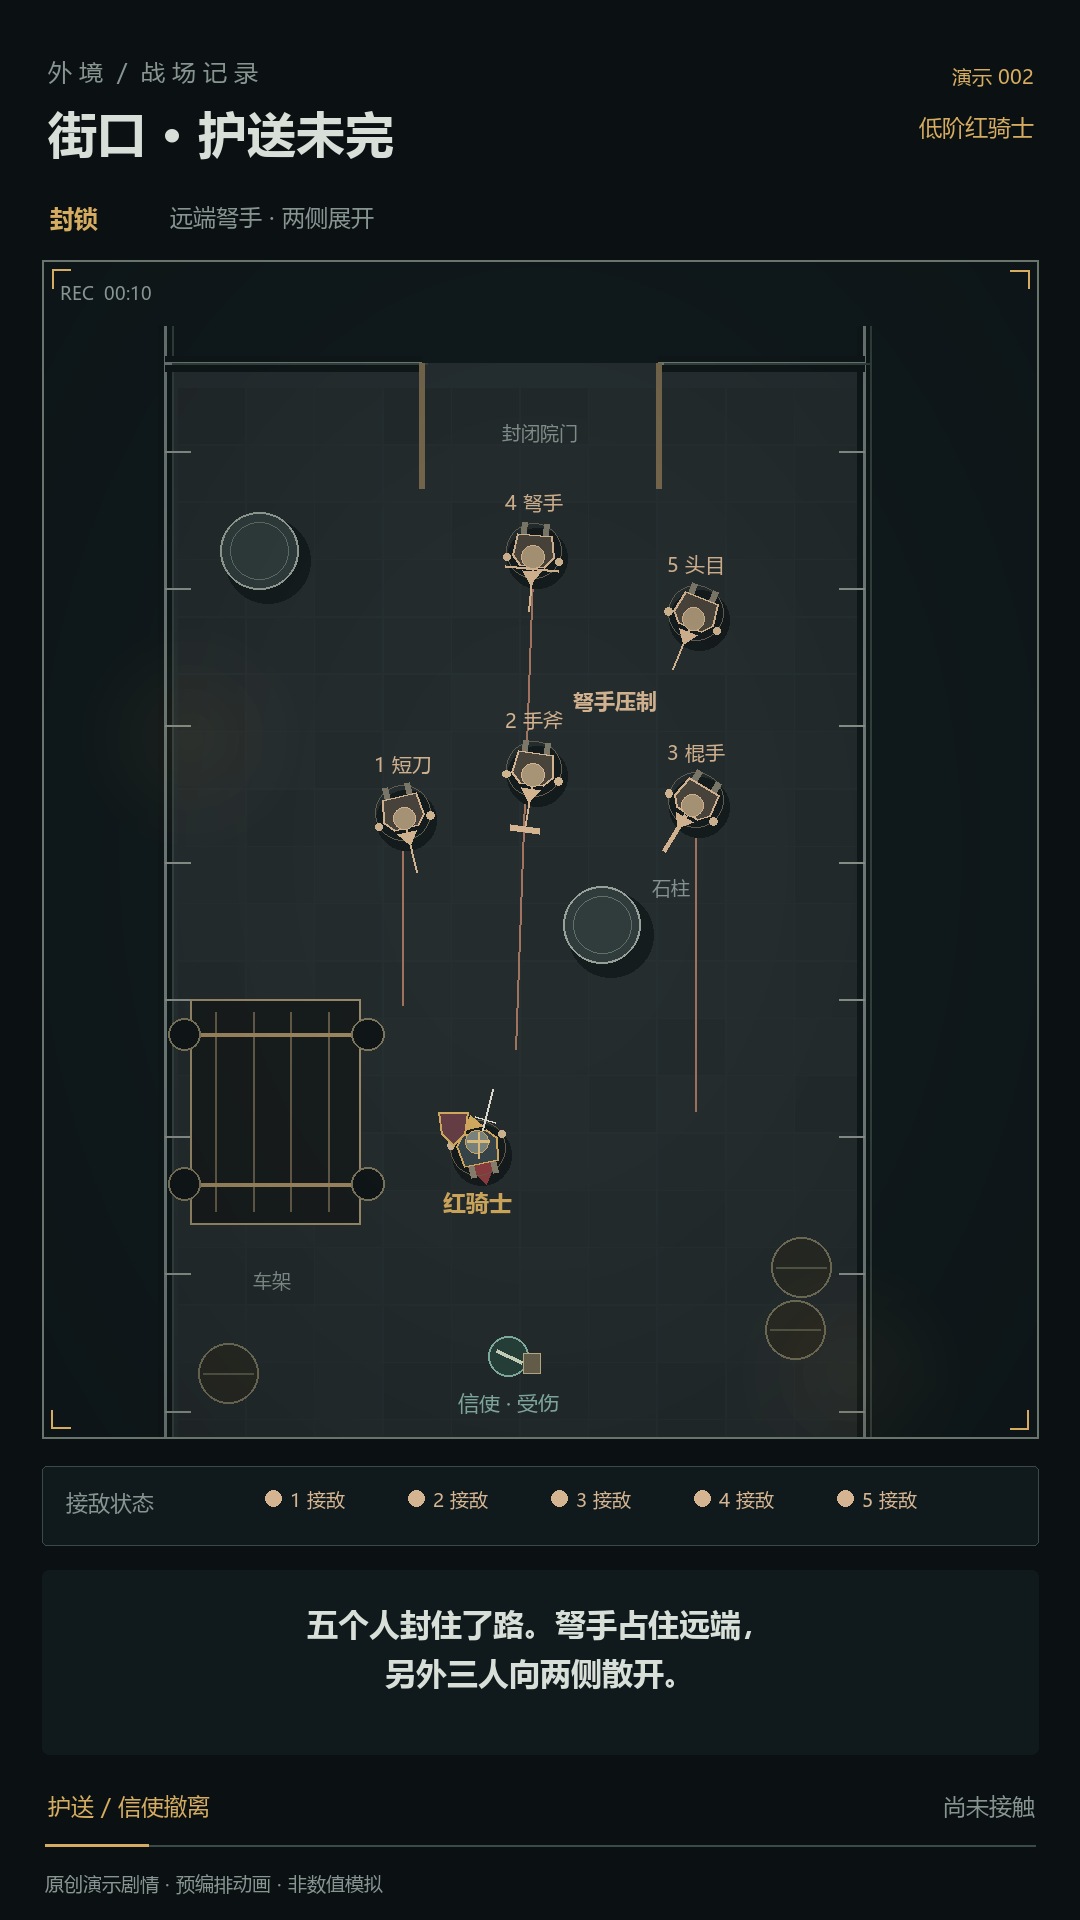 外境 / 战场记录
演示 002
街口·护送未完
低阶红骑士
封锁
远端弩手 · 两侧展开
REC 00:10
封闭院门
4 弩手
5 头目
弩手压制
2 手斧
3 棍手
1 短刀
石柱
红骑士
车架
信使 · 受伤
接敌状态
1 接敌
2 接敌
3 接敌
4 接敌
5 接敌
五个人封住了路。弩手占住远端，
另外三人向两侧散开。
护送 / 信使撤离
尚未接触
原创演示剧情 · 预编排动画 · 非数值模拟